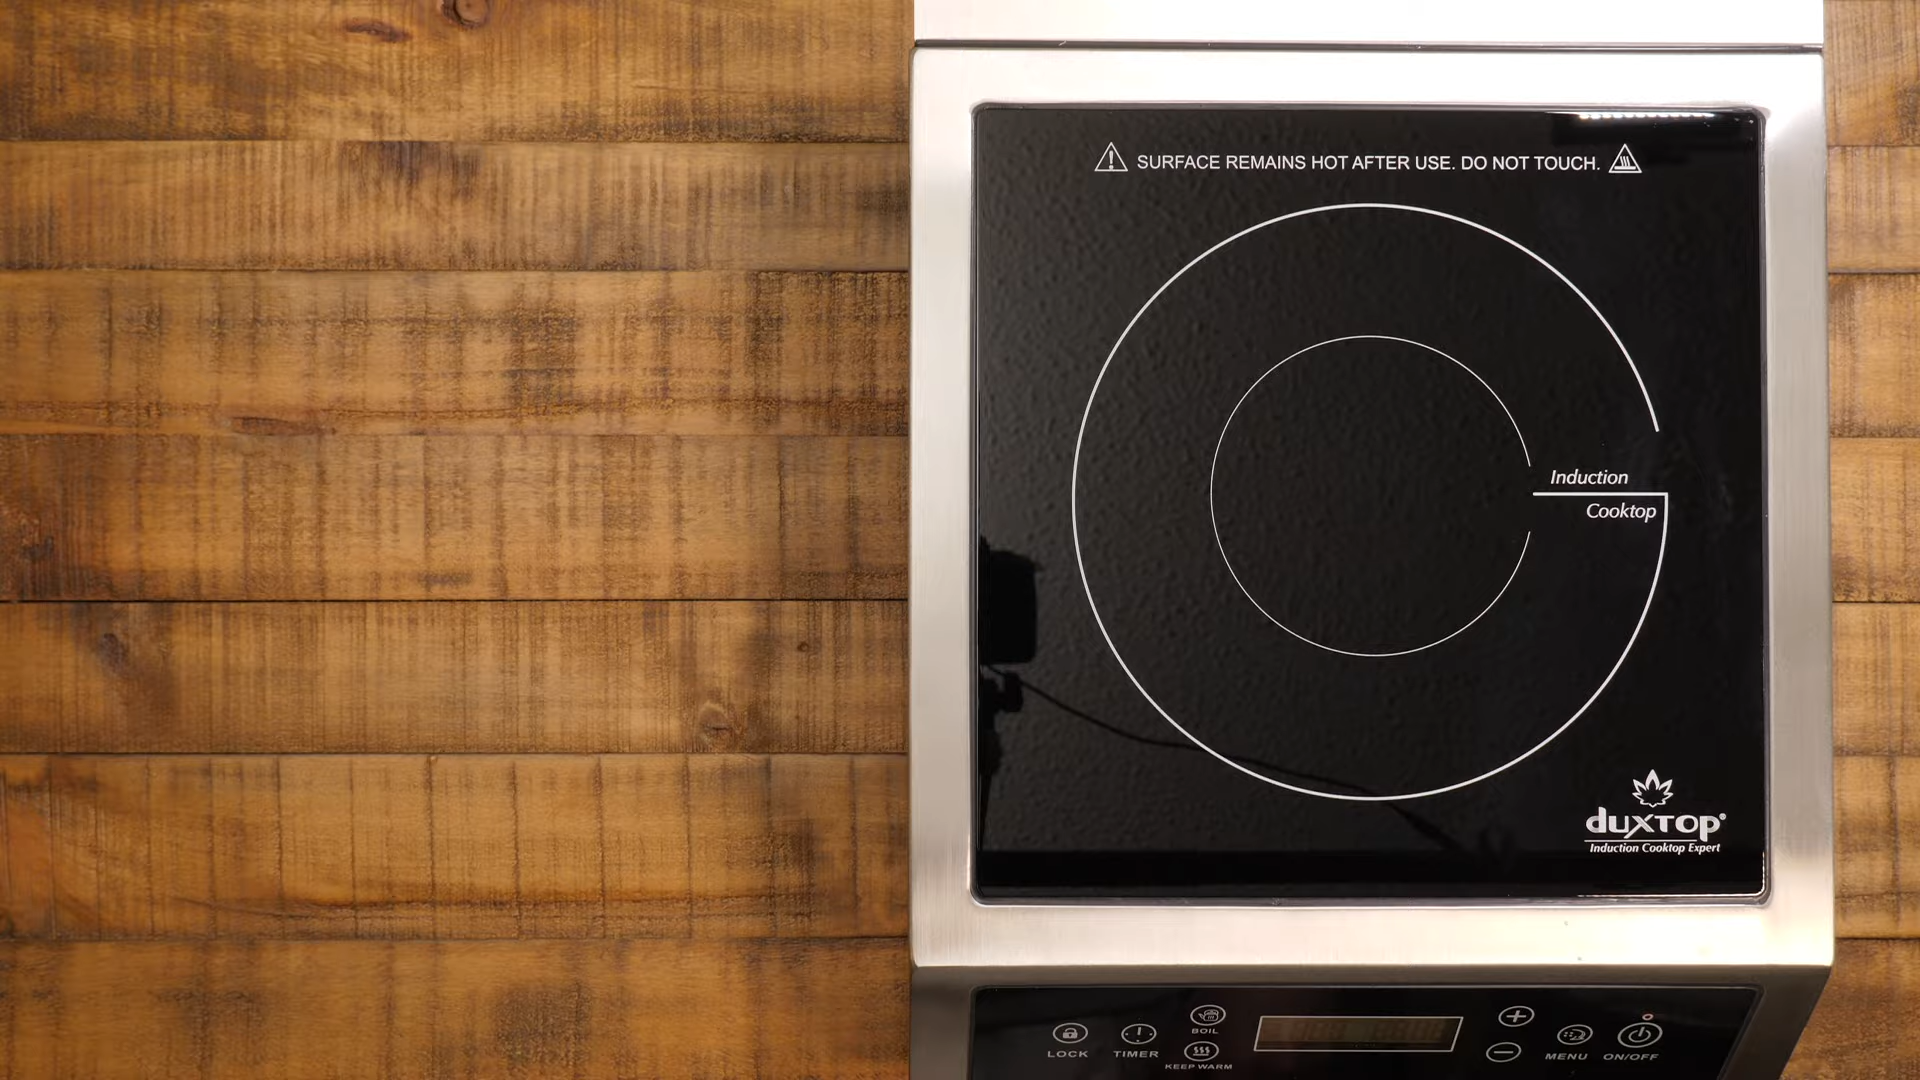 SURFACE REMAINS HOT AFTER USE. DO NOT TOUCH.
Induction
Cooktop
duxtop®
Induction Cooktop Expert
BOIL
LOCK
TIMER
KEEP WARM
MENU
ON/OFF